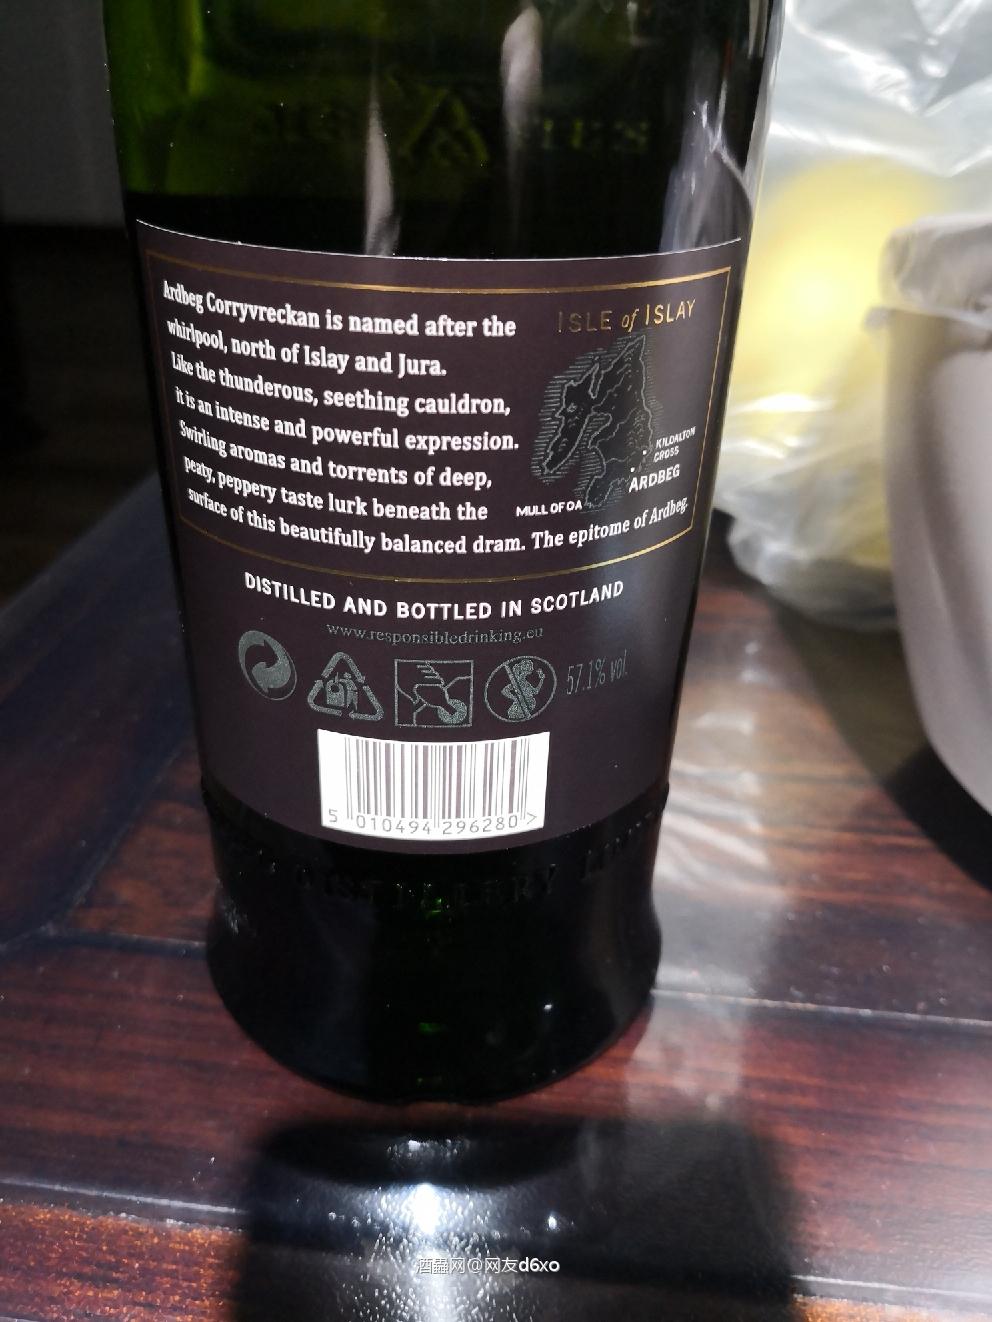 Ardbeg Corryvreckan is named after the
whirlpool, north of Islay and Jura.
Like the thunderous, seething cauldron,
it is an intense and powerful expression.
Swirling aromas and torrents of deep,
peaty, peppery taste lurk beneath the
surface of this beautifully balanced dram. The epitome of Ardbeg.
ISLE of ISLAY
KILDALTON
CROSS
ARDBEG
MULL OF OA
DISTILLED AND BOTTLED IN SCOTLAND
www.responsibledrinking.eu
57.1% vol.
5 010494 296280 >
DISTILLERY
酒齇网@网友d6xo